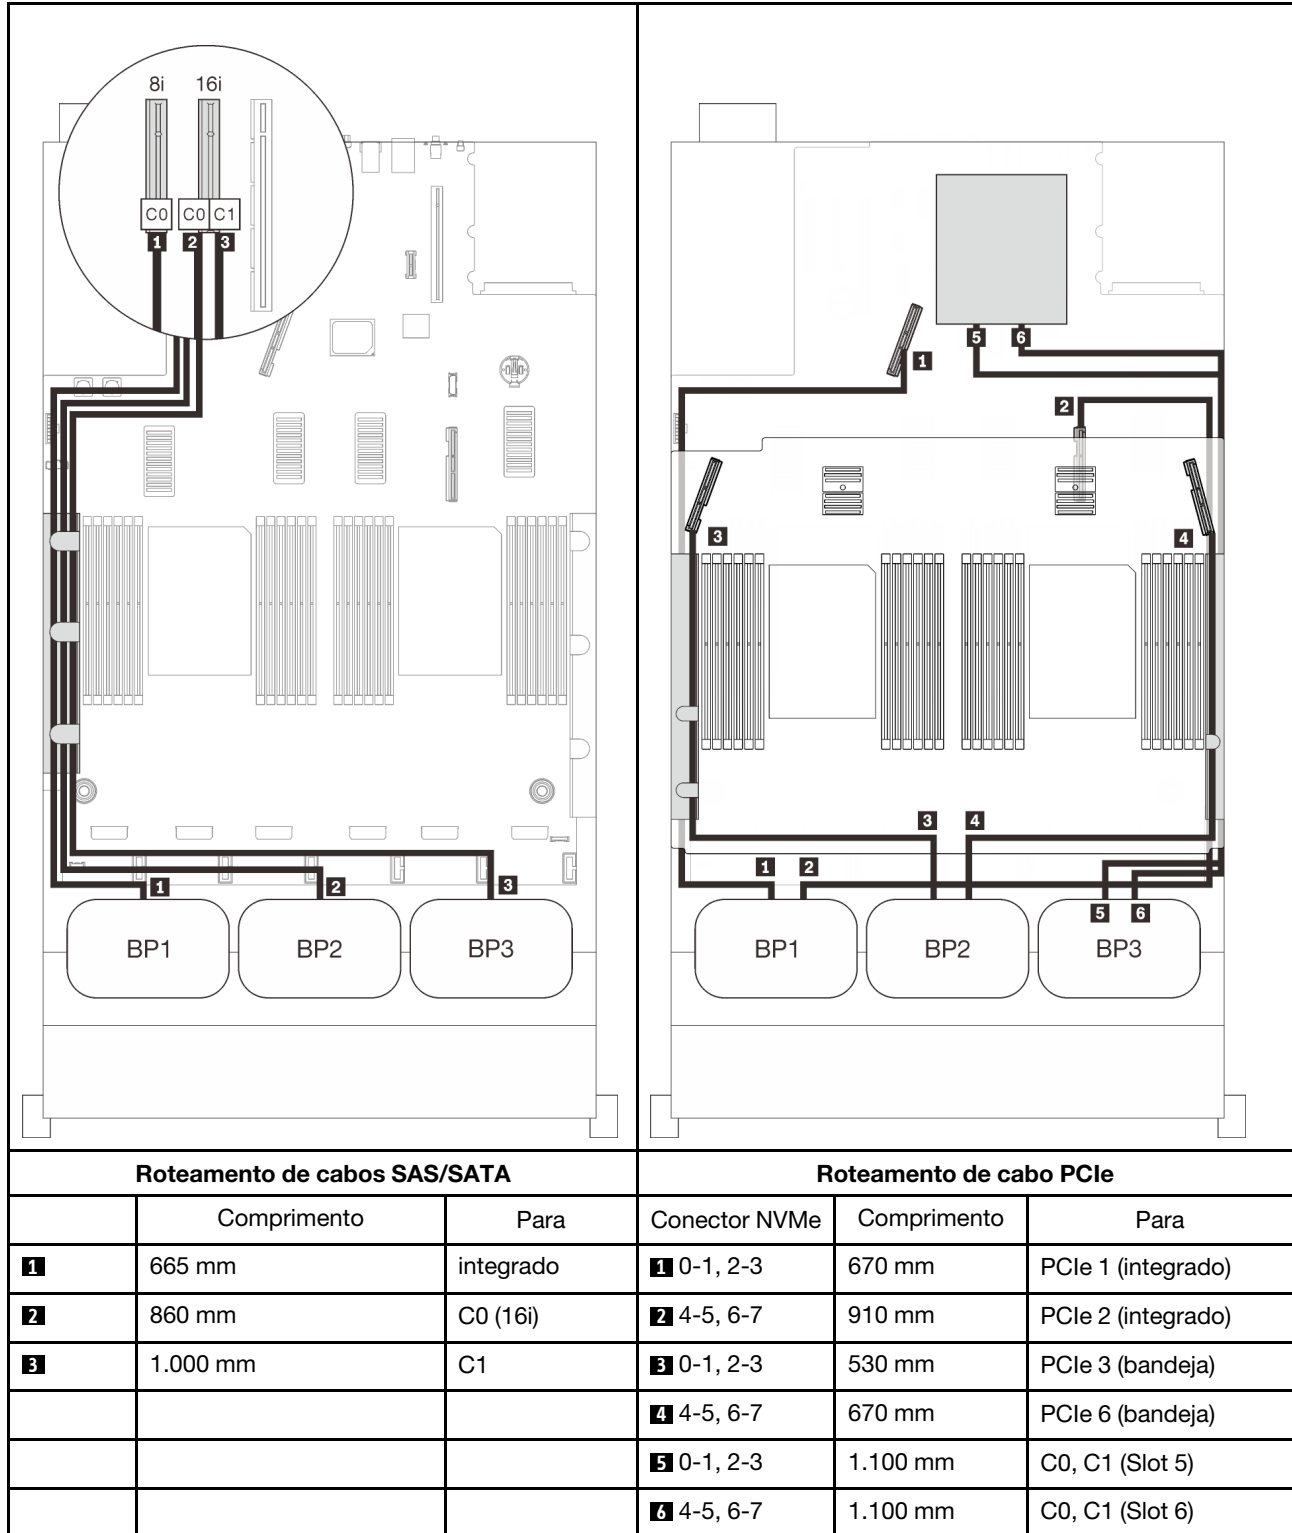 8i 16i
C0 C0 C1
1 2 3
1 2 3
BP1 BP2 BP3
5 6
1
2
3 4
3 4
1 2
5 6
BP1 BP2 BP3
Roteamento de cabos SAS/SATA Roteamento de cabo PCIe
Comprimento Para Conector NVMe Comprimento Para
1 665 mm integrado 1 0-1, 2-3 670 mm PCIe 1 (integrado)
2 860 mm C0 (16i) 2 4-5, 6-7 910 mm PCIe 2 (integrado)
3 1.000 mm C1 3 0-1, 2-3 530 mm PCIe 3 (bandeja)
4 4-5, 6-7 670 mm PCIe 6 (bandeja)
5 0-1, 2-3 1.100 mm C0, C1 (Slot 5)
6 4-5, 6-7 1.100 mm C0, C1 (Slot 6)